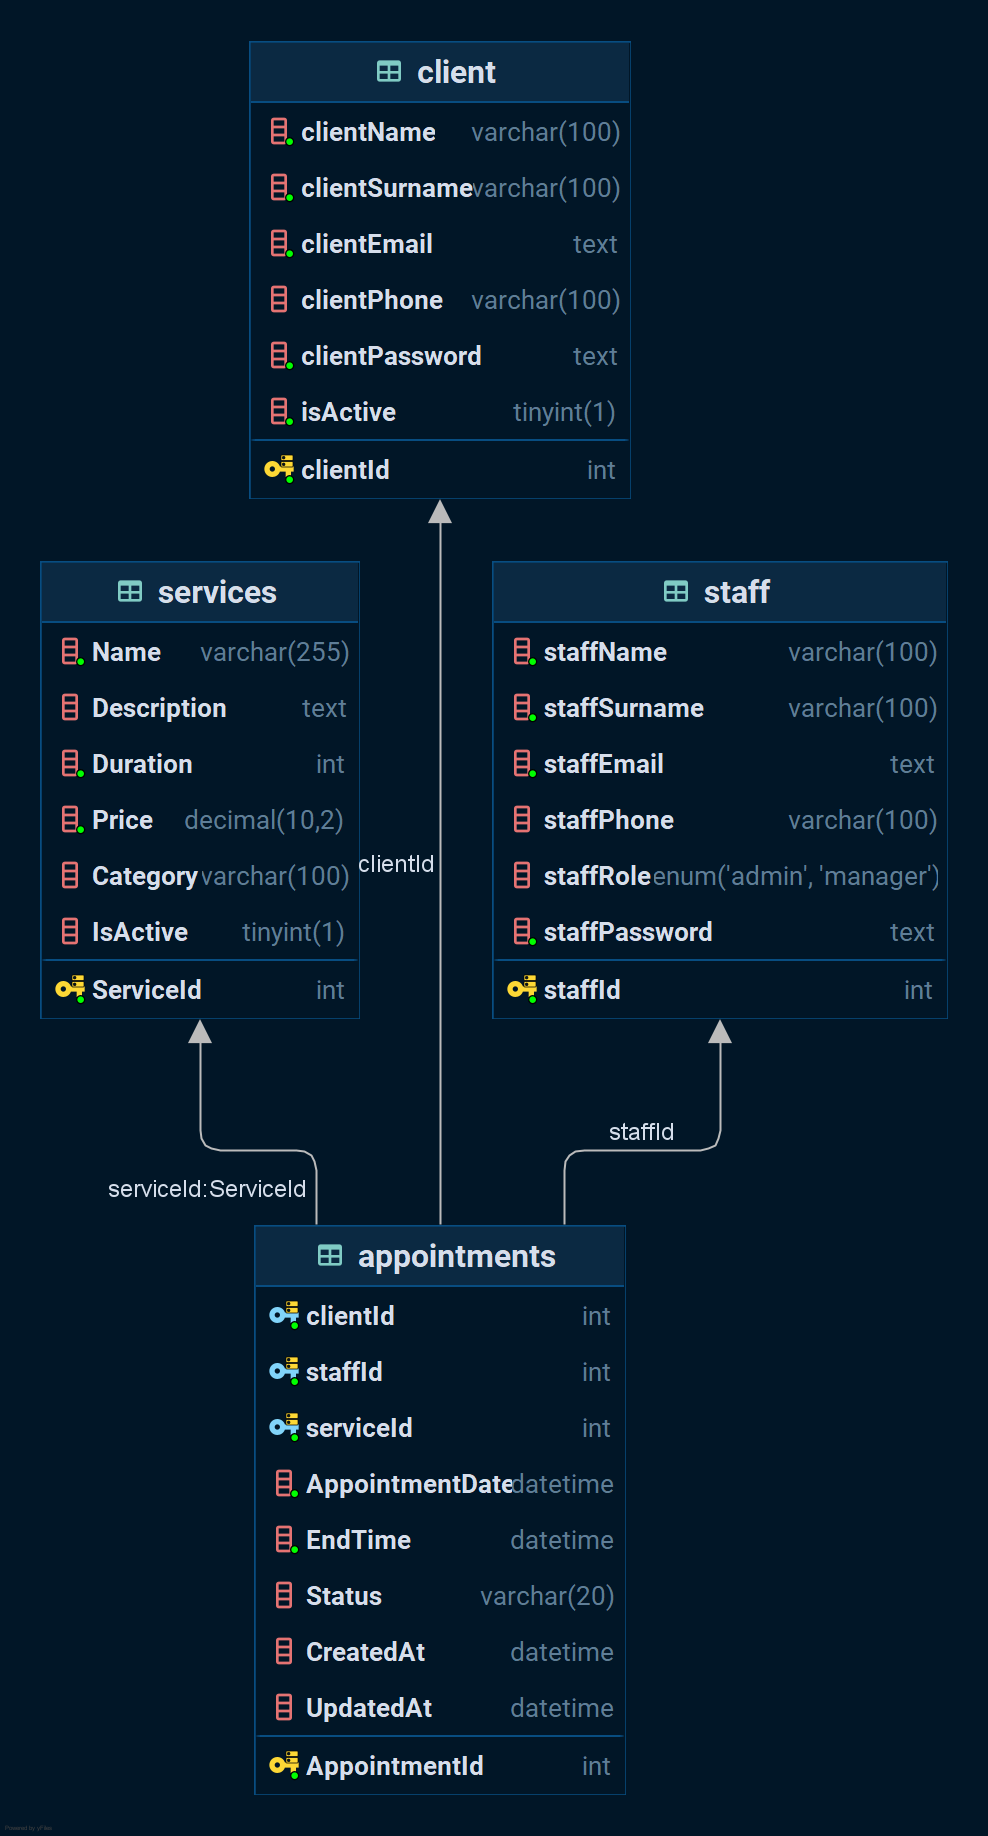 client
clientName varchar(100)
clientSurname varchar(100)
clientEmail text
clientPhone varchar(100)
clientPassword text
isActive tinyint(1)
clientId int
services
Name varchar(255)
Description text
Duration int
Price decimal(10,2)
Category varchar(100)
IsActive tinyint(1)
ServiceId int
clientId
staff
staffName varchar(100)
staffSurname varchar(100)
staffEmail text
staffPhone varchar(100)
staffRole enum('admin', 'manager')
staffPassword text
staffId int
staffId
serviceId:ServiceId
appointments
clientId int
staffId int
serviceId int
AppointmentDate datetime
EndTime datetime
Status varchar(20)
CreatedAt datetime
UpdatedAt datetime
AppointmentId int
Powered by yFiles